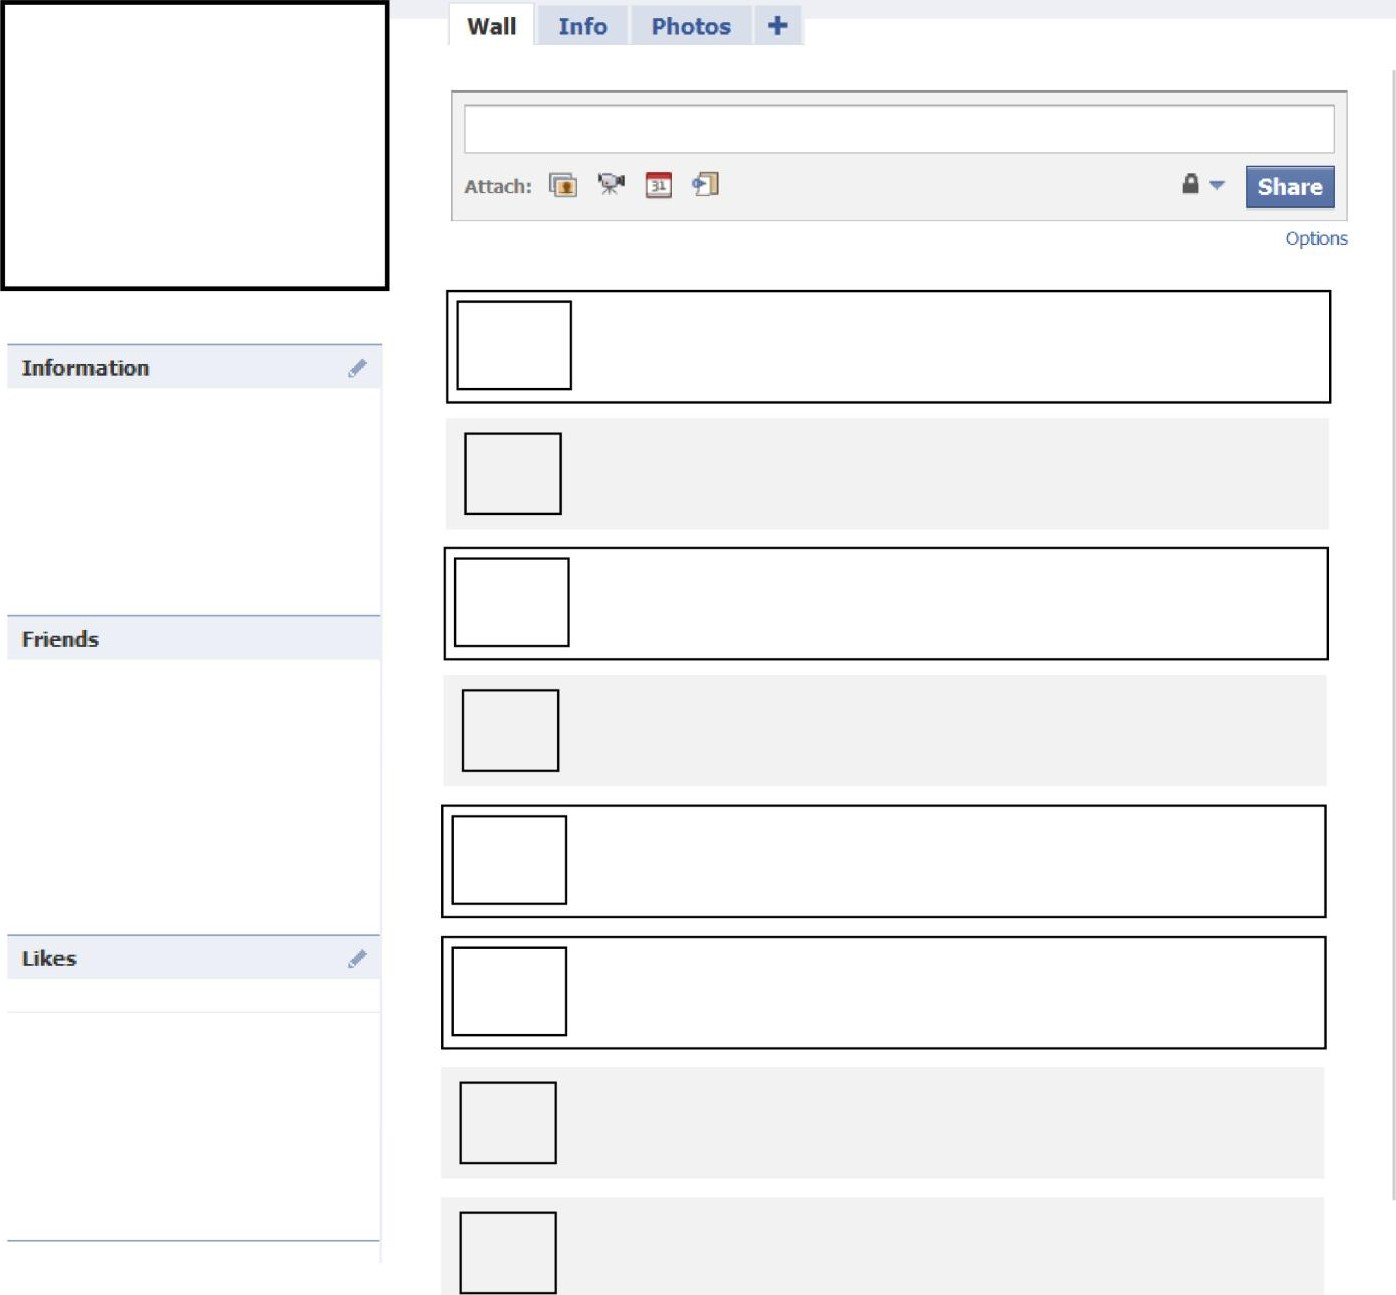 Wall Info Photos +
Attach: 31 Share
Options
Information
Friends
Likes